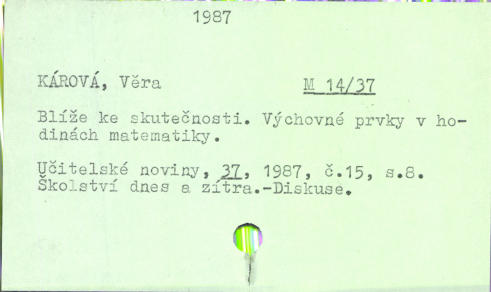 1987
KÁROVÁ, Věra M 14/37
Blíže ke skutečnosti. Výchovné prvky v ho-
dinách matematiky.
Učitelské noviny, 37, 1987, č.15, s.8.
Školství dnes a zítra.-Diskuse.